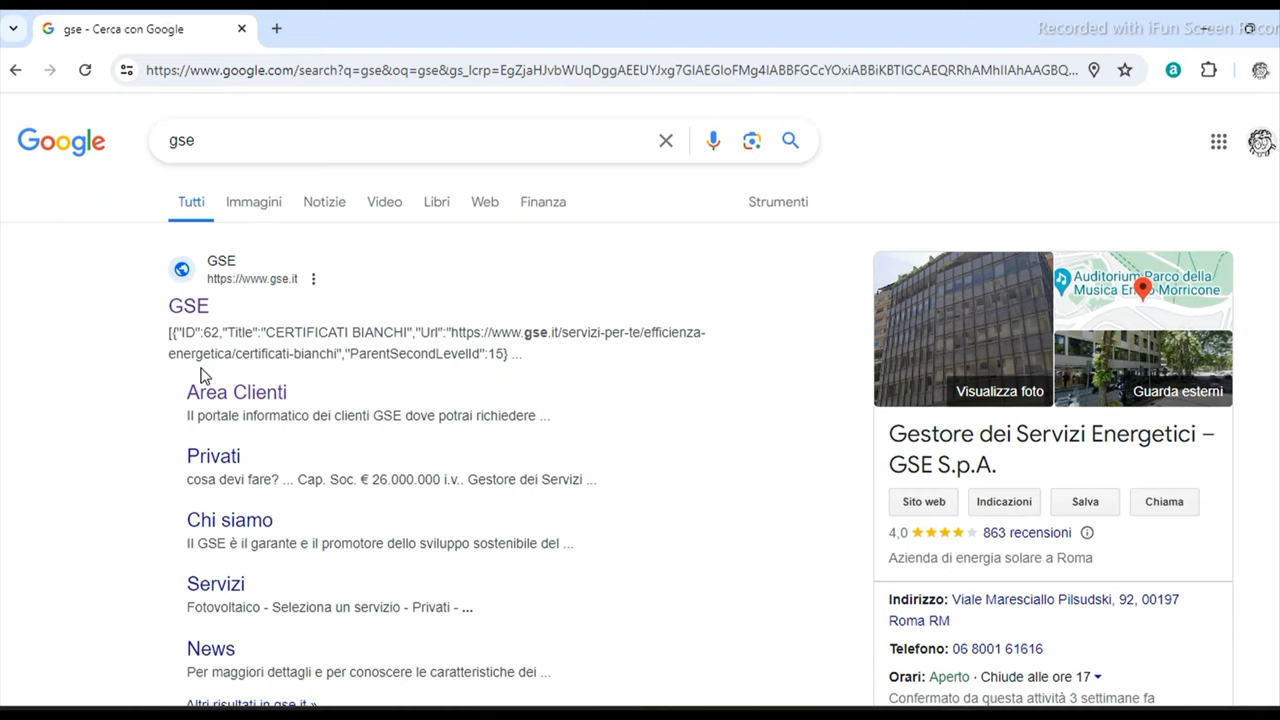 gse - Cerca con Google
Recorded with iFun Screen Recor
https://www.google.com/search?q=gse&oq=gse&gs_lcrp=EgZjaHJvbWUqDggAEEUYJxg7GIAEGIoFMg4IABBFGCcYOxiABBiKBTIGCAEQRRhAMhIIAhAAGBQ...
Google
gse
Tutti Immagini Notizie Video Libri Web Finanza Strumenti
GSE
https://www.gse.it
GSE
[{"ID":62,"Title":"CERTIFICATI BIANCHI","Url":"https://www.gse.it/servizi-per-te/efficienza-
energetica/certificati-bianchi","ParentSecondLevelId":15} ...
Area Clienti
Il portale informatico dei clienti GSE dove potrai richiedere ...
Privati
cosa devi fare? ... Cap. Soc. € 26.000.000 i.v.. Gestore dei Servizi ...
Chi siamo
Il GSE è il garante e il promotore dello sviluppo sostenibile del ...
Servizi
Fotovoltaico - Seleziona un servizio - Privati - ...
News
Per maggiori dettagli e per conoscere le caratteristiche dei ...
Altri risultati in gse.it »
Auditorium Parco della
Musica Ennio Morricone
Visualizza foto
Guarda esterni
Gestore dei Servizi Energetici –
GSE S.p.A.
Sito web Indicazioni Salva Chiama
4,0 863 recensioni
Azienda di energia solare a Roma
Indirizzo: Viale Maresciallo Pilsudski, 92, 00197
Roma RM
Telefono: 06 8001 61616
Orari: Aperto · Chiude alle ore 17
Confermato da questa attività 3 settimane fa